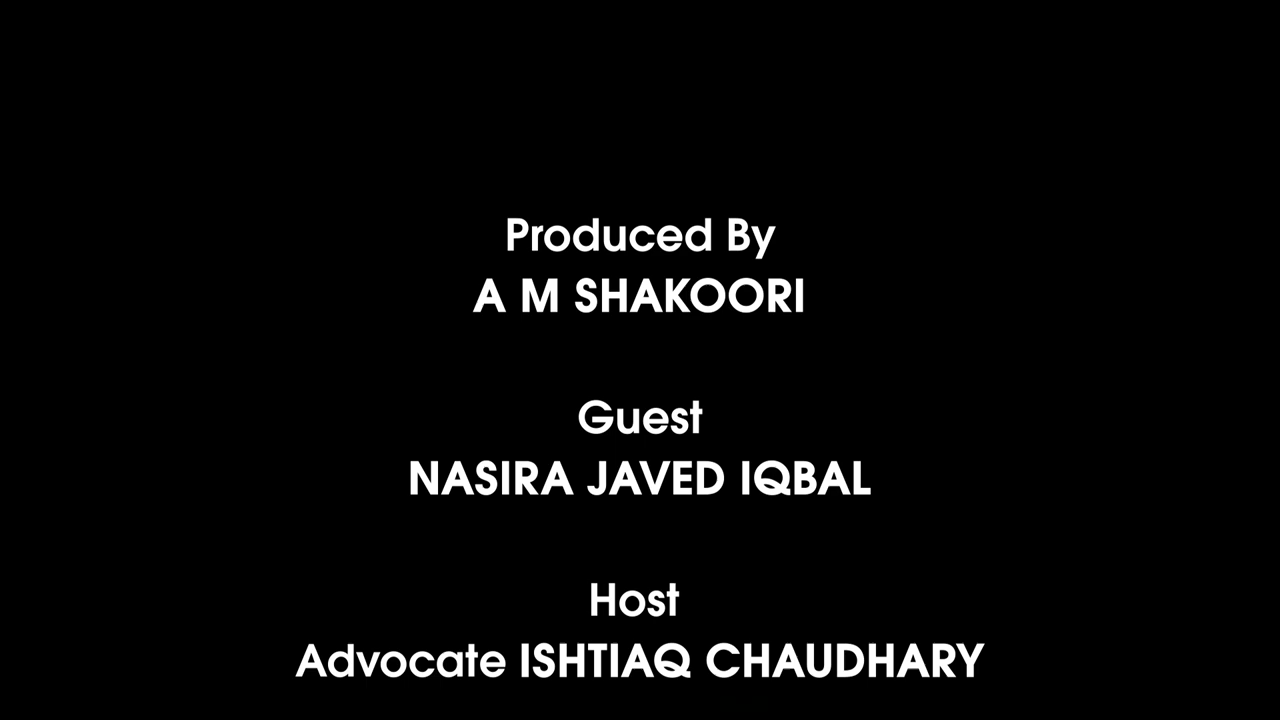 Produced By
A M SHAKOORI
Guest
NASIRA JAVED IQBAL
Host
Advocate ISHTIAQ CHAUDHARY